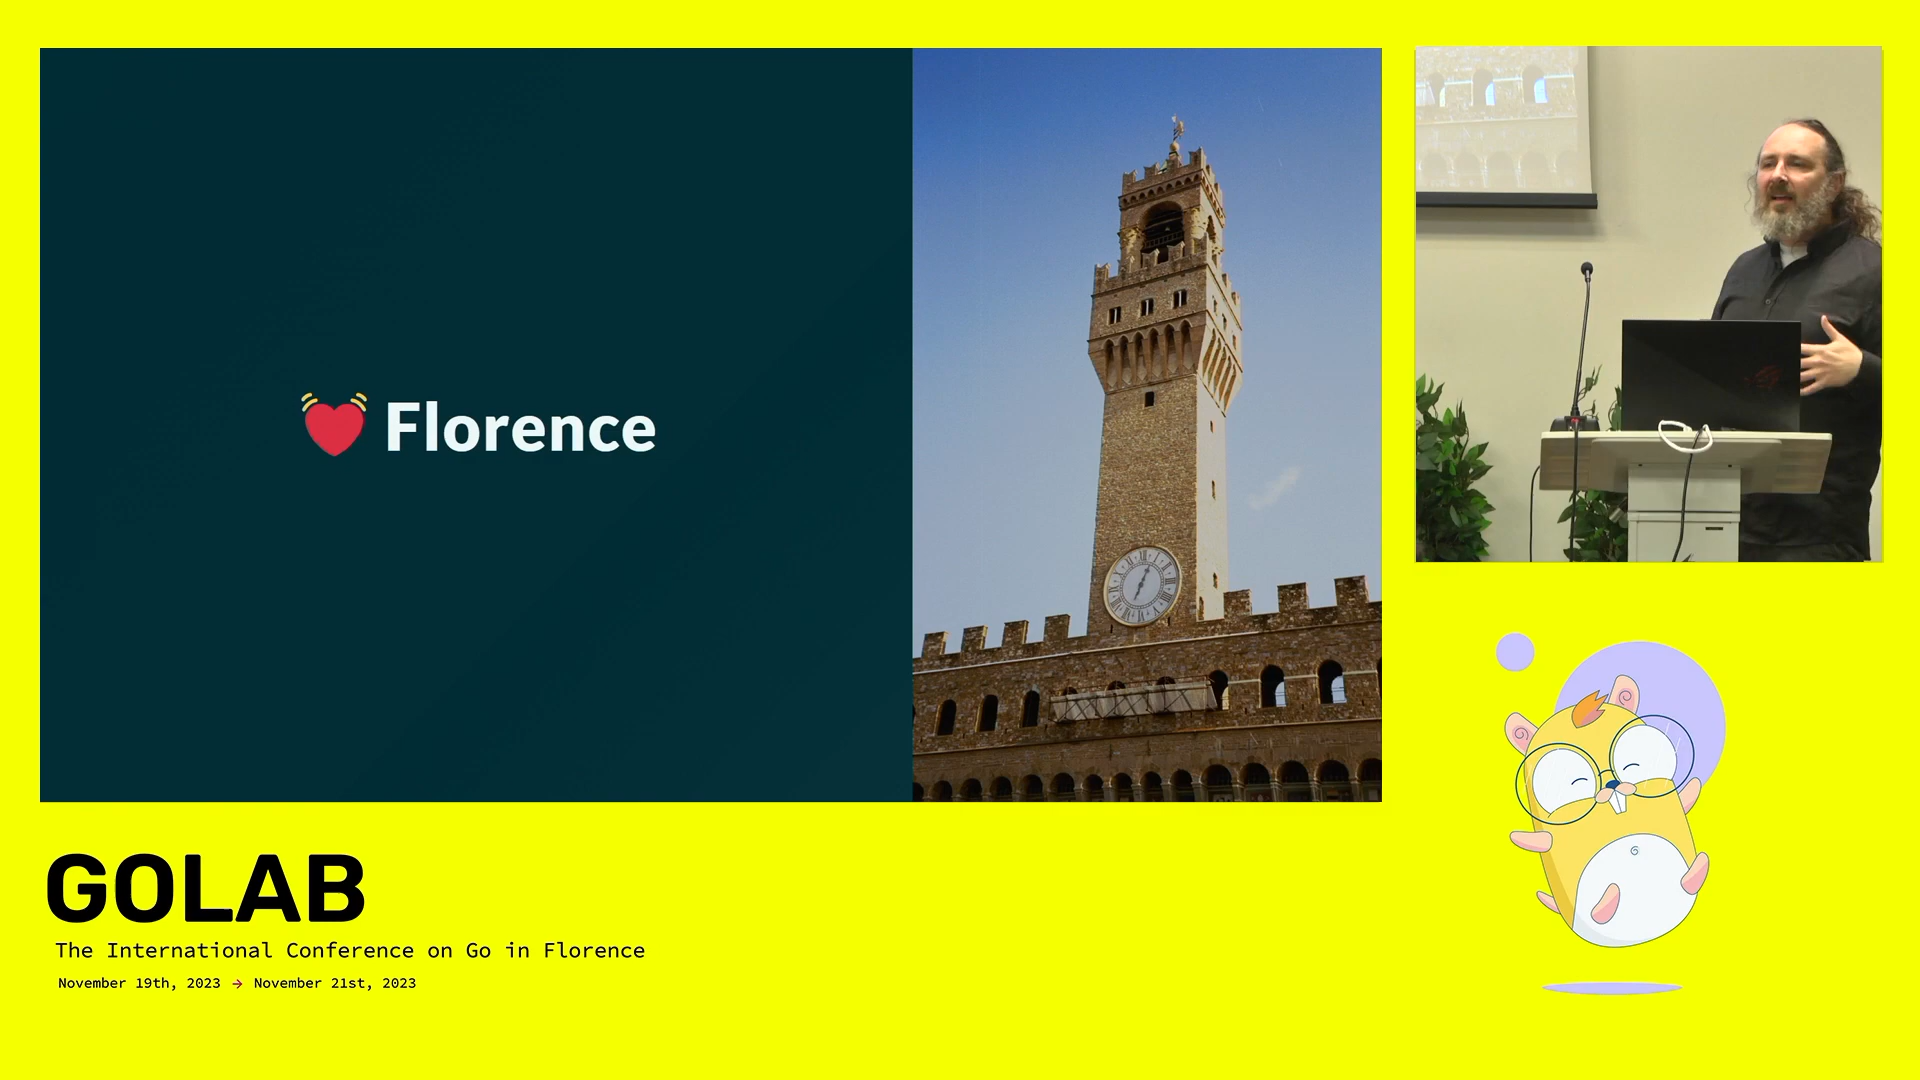 Florence
GOLAB
The International Conference on Go in Florence
November 19th, 2023 → November 21st, 2023